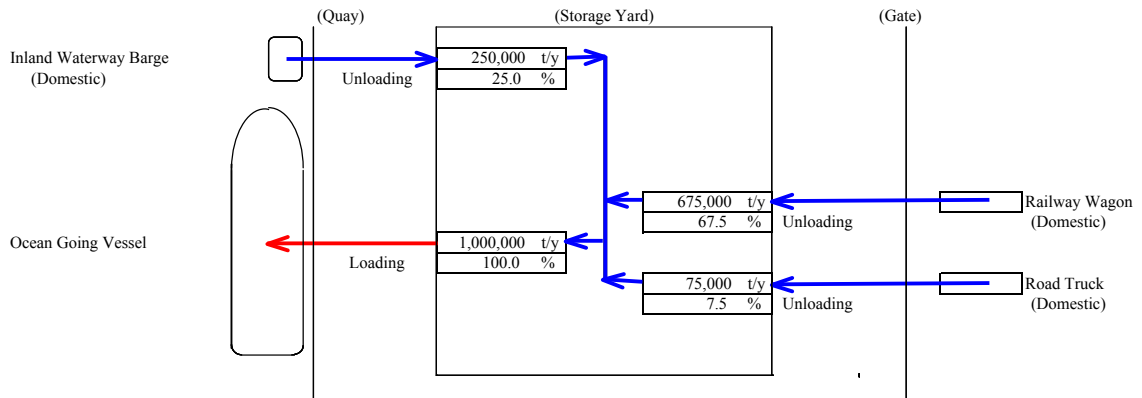 (Quay) (Storage Yard) (Gate)
Inland Waterway Barge
(Domestic)
Unloading
250,000 t/y
25.0 %
675,000 t/y
67.5 %
Unloading
Railway Wagon
(Domestic)
Ocean Going Vessel
Loading
1,000,000 t/y
100.0 %
75,000 t/y
7.5 %
Unloading
Road Truck
(Domestic)